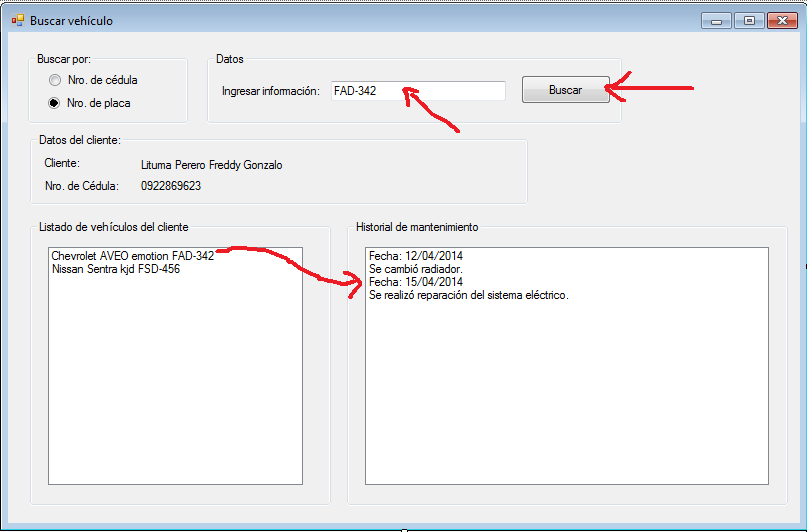 Buscar vehículo
Buscar por:
Nro. de cédula
Nro. de placa
Datos
Ingresar información: FAD-342 Buscar
Datos del cliente:
Cliente: Lituma Perero Freddy Gonzalo
Nro. de Cédula: 0922869623
Listado de vehículos del cliente
Chevrolet AVEO emotion FAD-342
Nissan Sentra kjd FSD-456
Historial de mantenimiento
Fecha: 12/04/2014
Se cambió radiador.
Fecha: 15/04/2014
Se realizó reparación del sistema eléctrico.